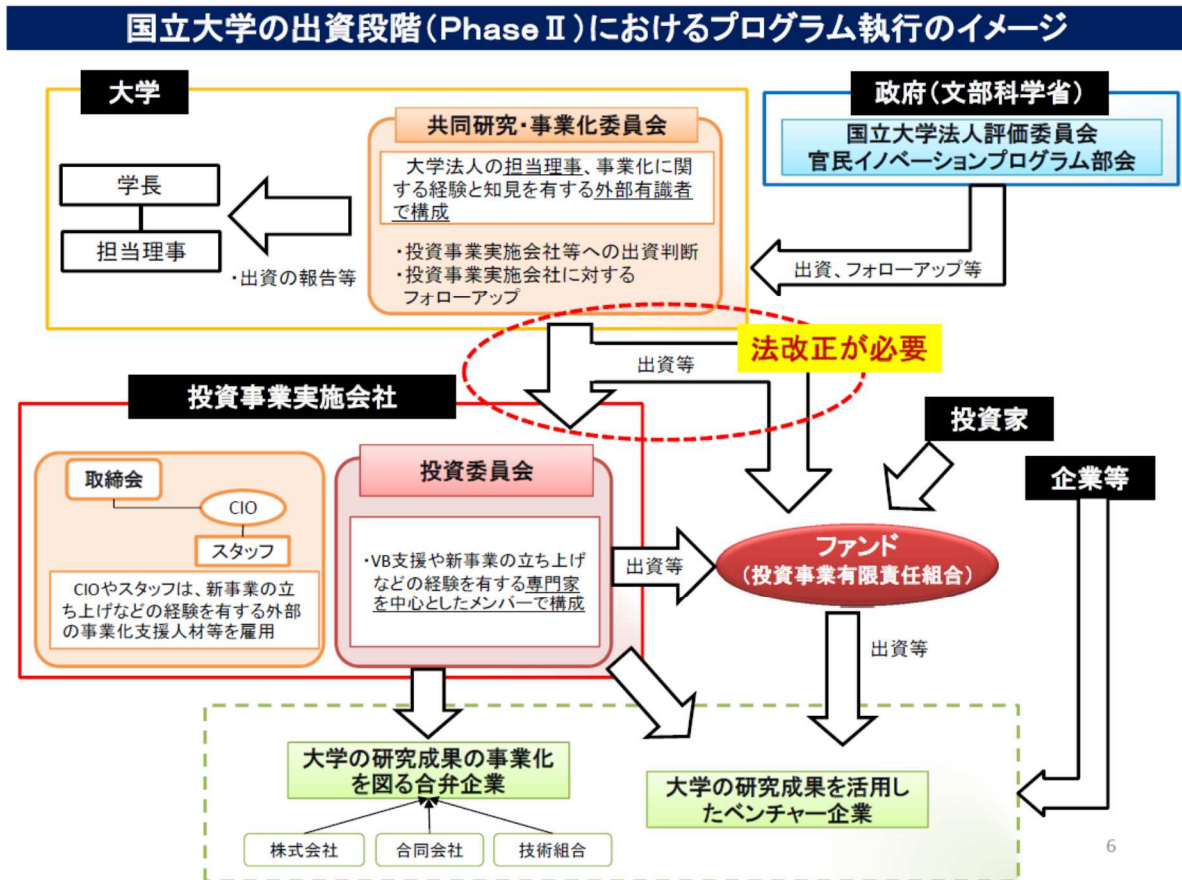 国立大学の出資段階(PhaseⅡ)におけるプログラム執行のイメージ
大学
政府(文部科学省)
国立大学法人評価委員会
官民イノベーションプログラム部会
共同研究・事業化委員会
大学法人の担当理事、事業化に関
する経験と知見を有する外部有識者
で構成
・投資事業実施会社等への出資判断
・投資事業実施会社に対する
フォローアップ
学長
担当理事
・出資の報告等
出資、フォローアップ等
法改正が必要
出資等
投資事業実施会社
取締会
CIO
スタッフ
CIOやスタッフは、新事業の立
ち上げなどの経験を有する外部
の事業化支援人材等を雇用
投資委員会
・VB支援や新事業の立ち上げ
などの経験を有する専門家
を中心としたメンバーで構成
出資等
投資家
企業等
ファンド
(投資事業有限責任組合)
出資等
大学の研究成果の事業化
を図る合弁企業
株式会社
合同会社
技術組合
大学の研究成果を活用し
たベンチャー企業
6